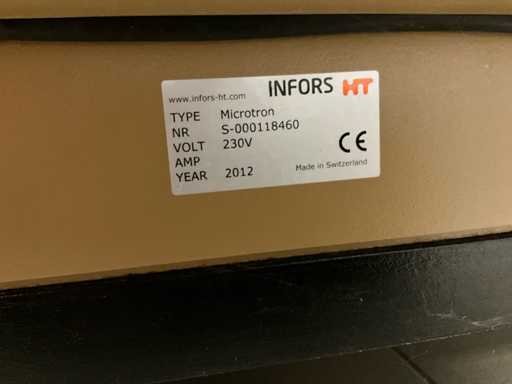 INFORS HT
www.infors-ht.com
TYPE Microtron
NR S-000118460
VOLT 230V
AMP
YEAR 2012
CE
Made in Switzerland